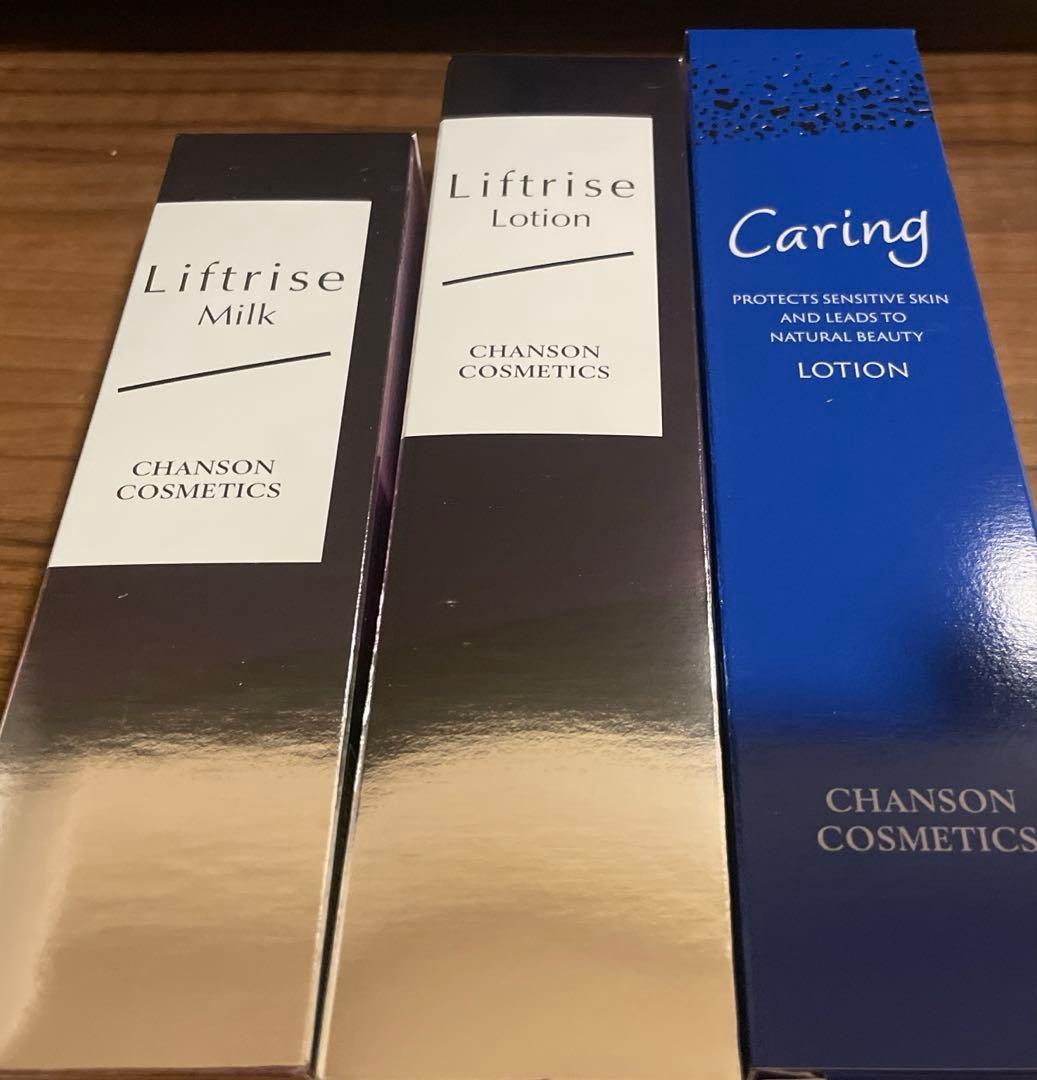 Liftrise
Milk
CHANSON
COSMETICS
Liftrise
Lotion
CHANSON
COSMETICS
Caring
PROTECTS SENSITIVE SKIN
AND LEADS TO
NATURAL BEAUTY
LOTION
CHANSON
COSMETICS